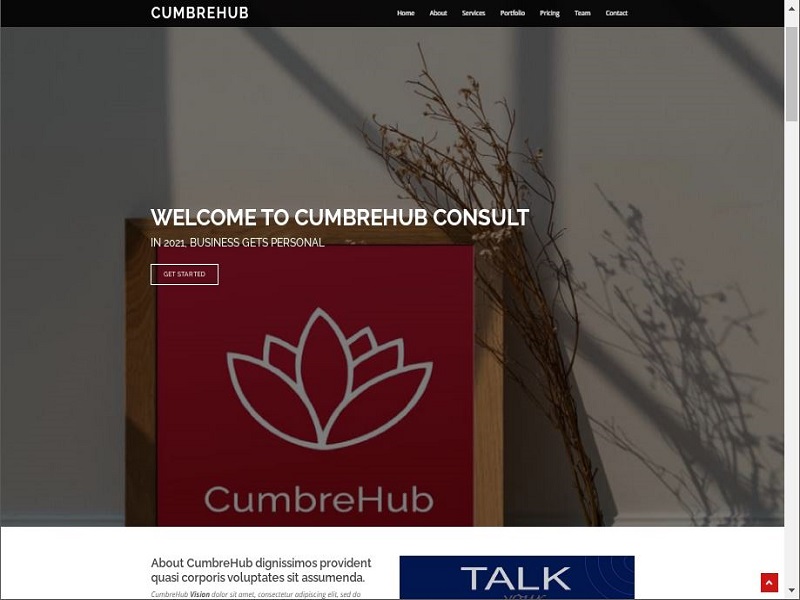 CUMBREHUB
Home About Services Portfolio Pricing Team Contact
WELCOME TO CUMBREHUB CONSULT
IN 2021, BUSINESS GETS PERSONAL
GET STARTED
CumbreHub
About CumbreHub dignissimos provident
quasi corporis voluptates sit assumenda.
CumbreHub Vision dolor sit amet, consectetur adipiscing elit, sed do
TALK